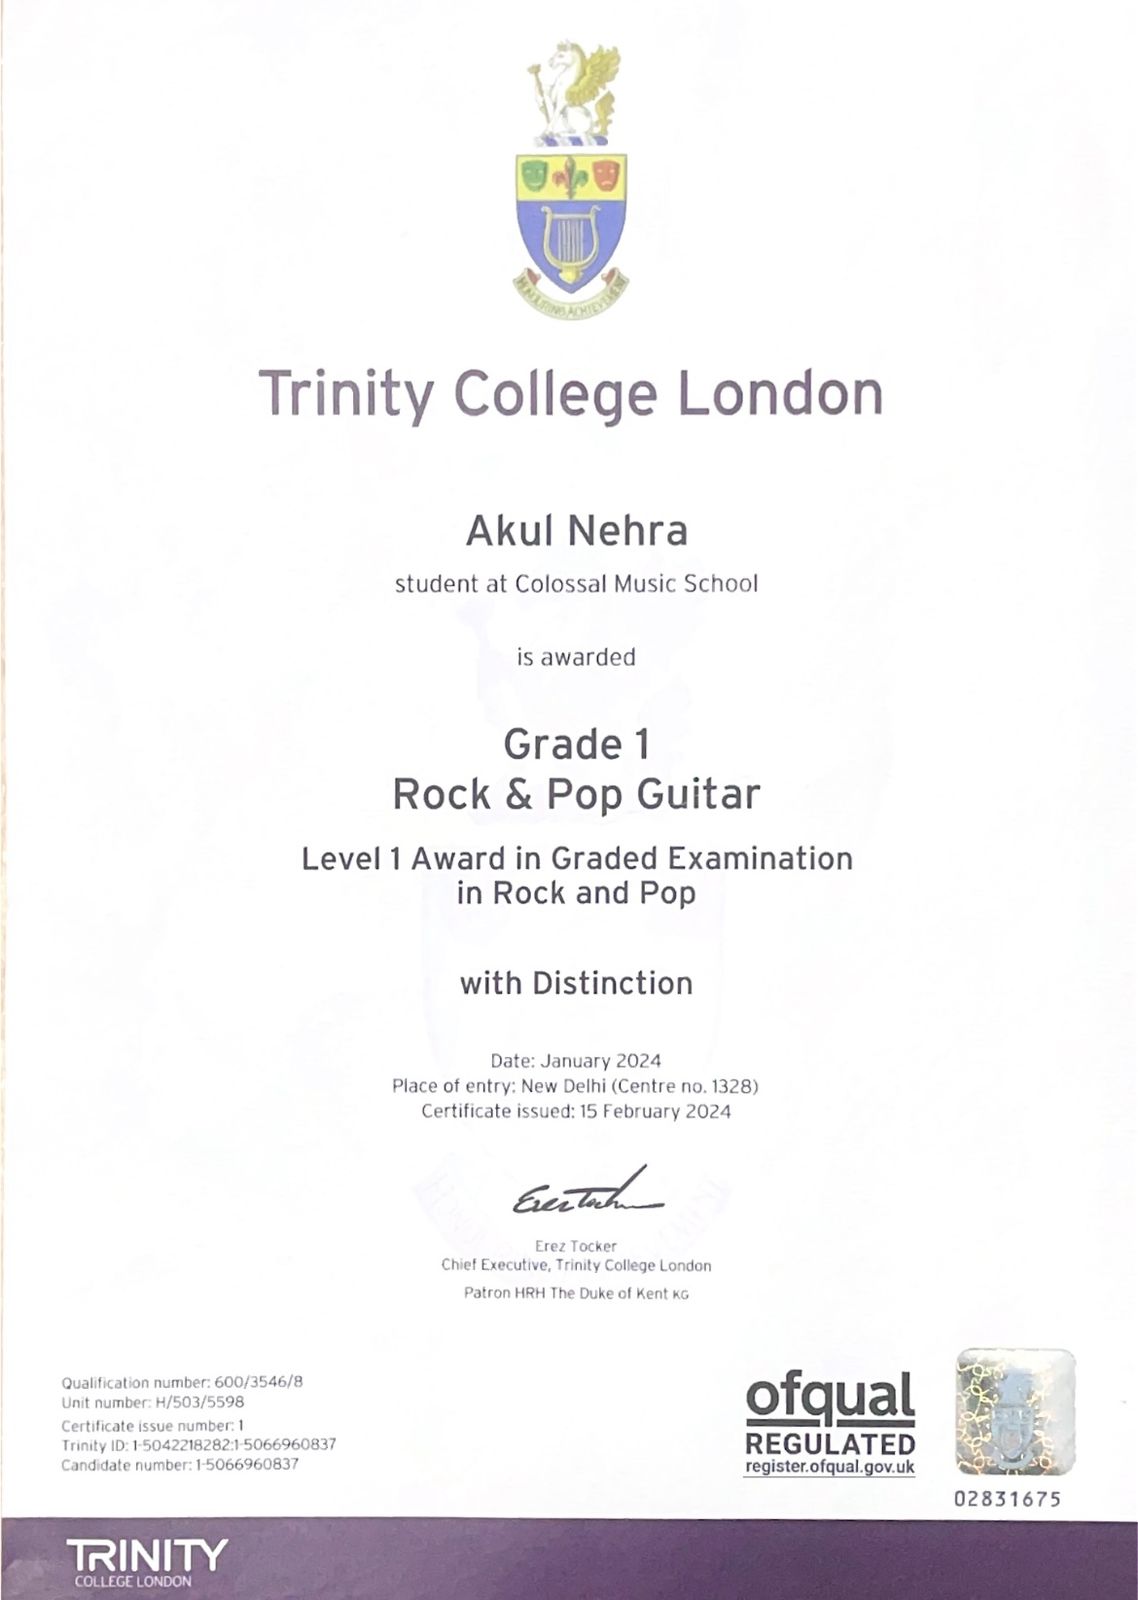 HONOURING ACHIEVEMENT
Trinity College London
Akul Nehra
student at Colossal Music School
is awarded
Grade 1
Rock & Pop Guitar
Level 1 Award in Graded Examination
in Rock and Pop
with Distinction
Date: January 2024
Place of entry: New Delhi (Centre no. 1328)
Certificate issued: 15 February 2024
Erez Tocker
Erez Tocker
Chief Executive, Trinity College London
Patron HRH The Duke of Kent KG
Qualification number: 600/3546/8
Unit number: H/503/5598
Certificate issue number: 1
Trinity ID: 1-5042218282:1-5066960837
Candidate number: 1-5066960837
ofqual
REGULATED
register.ofqual.gov.uk
02831675
TRINITY
COLLEGE LONDON